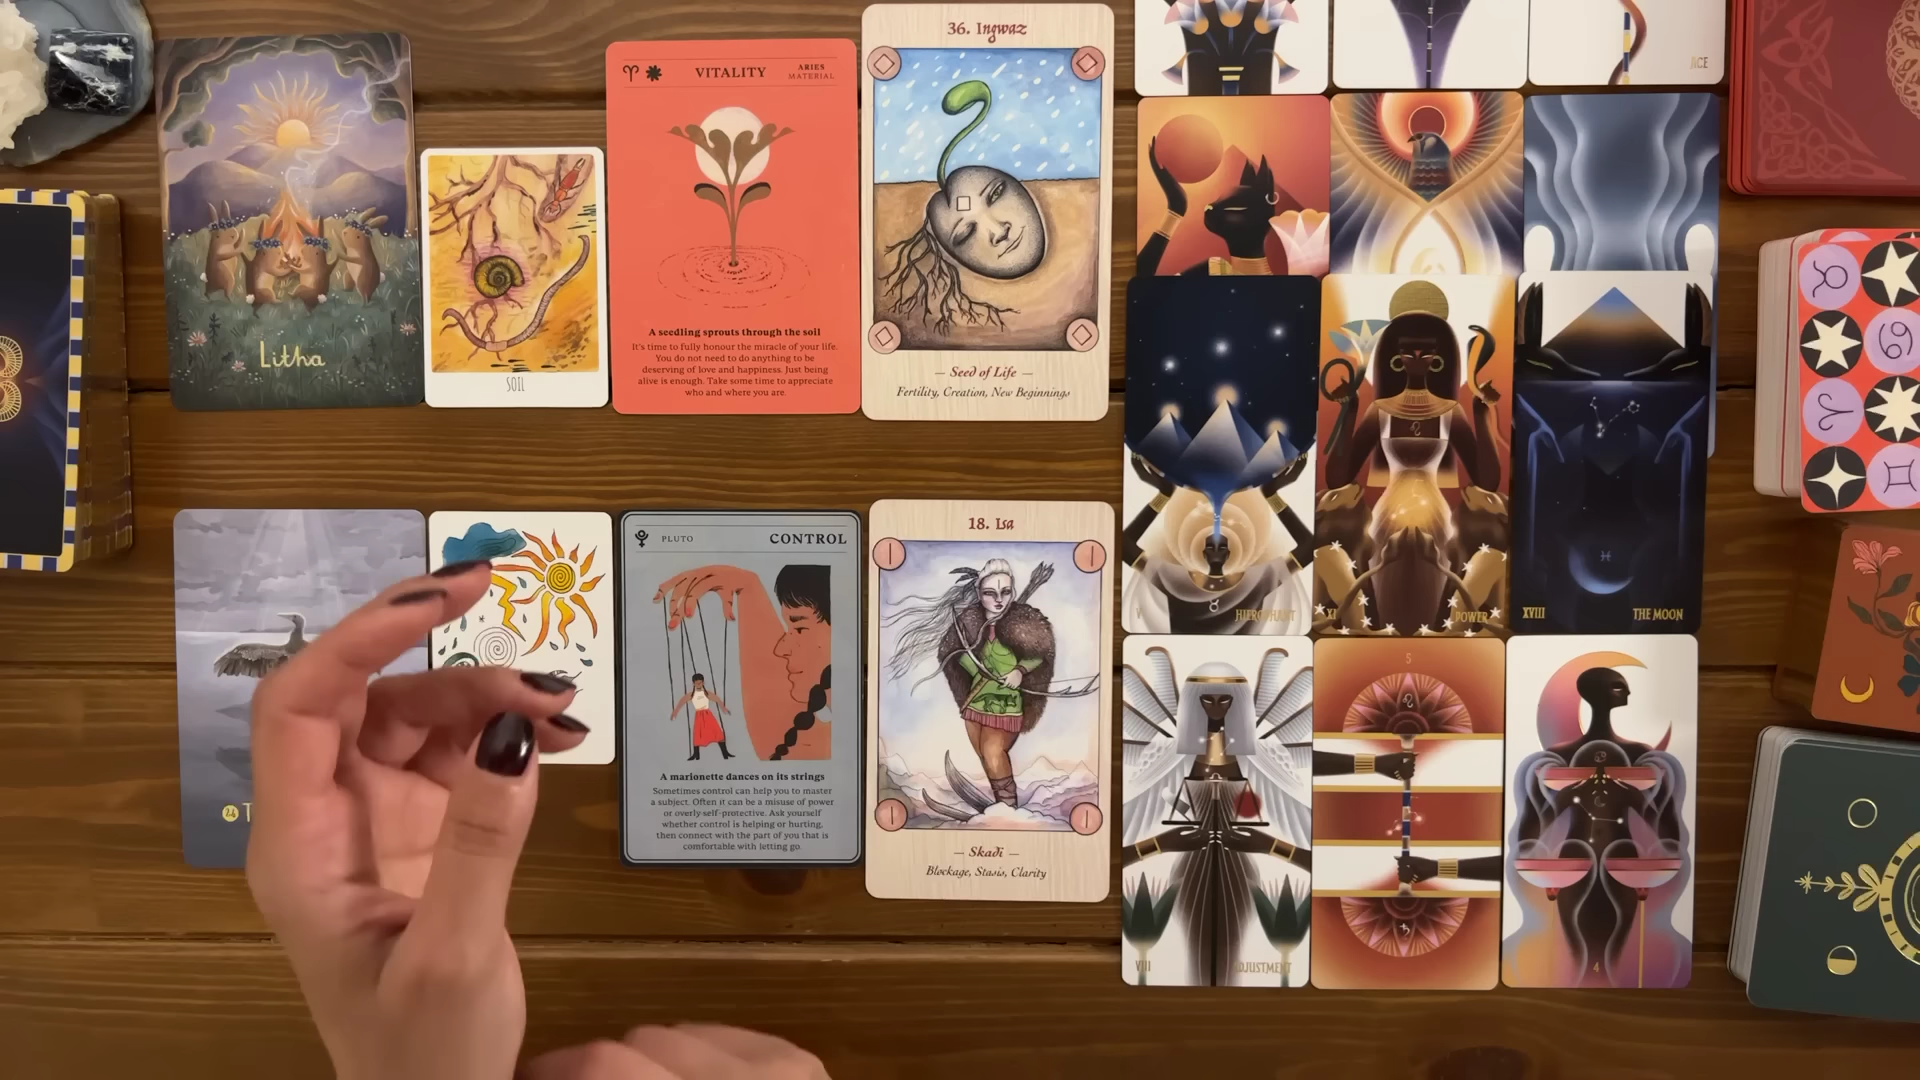 Litha
SOIL
VITALITY
ARIES
MATERIAL
A seedling sprouts through the soil
It's time to fully honour the miracle of your life.
You do not need to do anything to be
deserving of love and happiness. Just being
alive is enough. Take some time to appreciate
who and where you are.
36. Ingwaz
— Seed of Life —
Fertility, Creation, New Beginnings
ACE
HIEROPHANT
XI
POWER
XVIII
THE MOON
26
PLUTO
CONTROL
A marionette dances on its strings
Sometimes control can help you to master
a subject. Often it can be a misuse of power
or overly self-protective. Ask yourself
whether control is helping or hurting,
then connect with the part of you that is
comfortable with letting go.
18. Isa
— Skaði —
Blockage, Stasis, Clarity
VIII
ADJUSTMENT
5
4